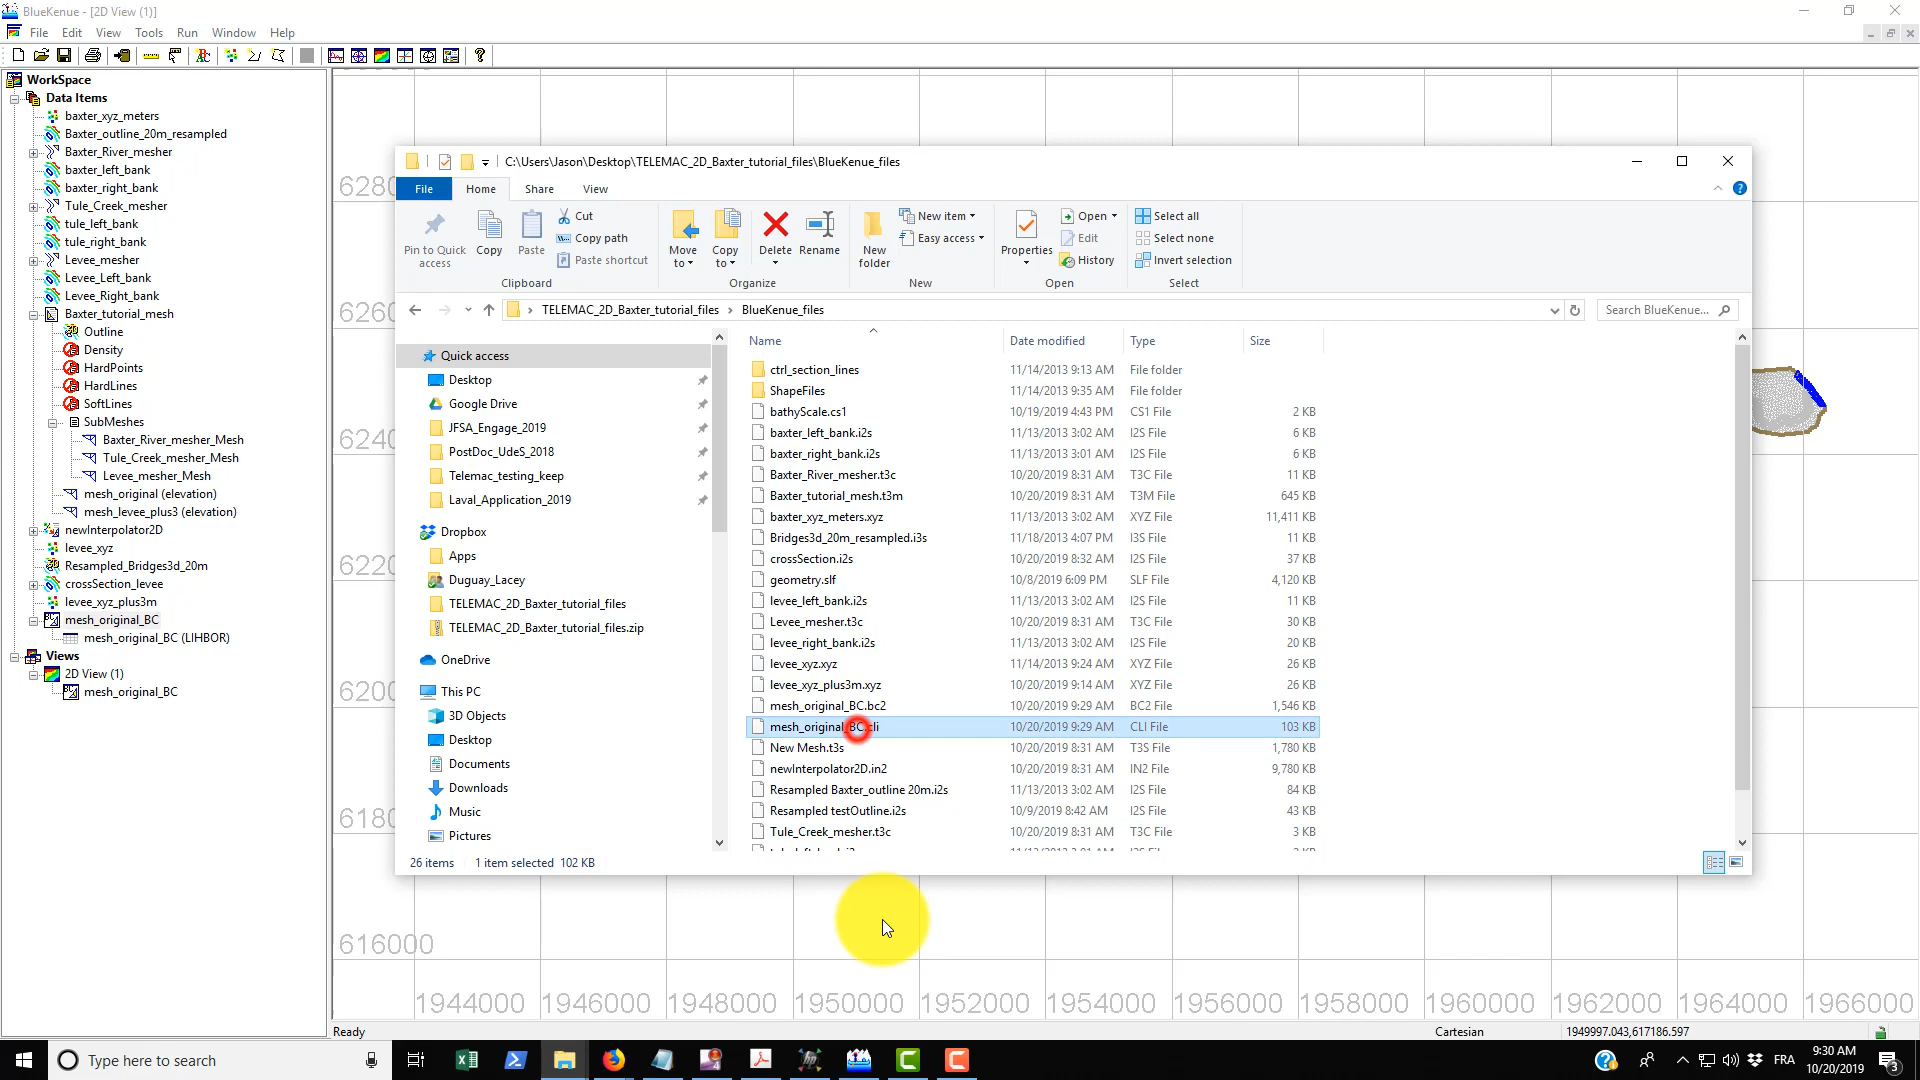 BlueKenue - [2D View (1)]
File Edit View Tools Run Window Help
WorkSpace
Data Items
baxter_xyz_meters
Baxter_outline_20m_resampled
Baxter_River_mesher
baxter_left_bank
baxter_right_bank
Tule_Creek_mesher
tule_left_bank
tule_right_bank
Levee_mesher
Levee_Left_bank
Levee_Right_bank
Baxter_tutorial_mesh
Outline
Density
HardPoints
HardLines
SoftLines
SubMeshes
Baxter_River_mesher_Mesh
Tule_Creek_mesher_Mesh
Levee_mesher_Mesh
mesh_original (elevation)
mesh_levee_plus3 (elevation)
newInterpolator2D
levee_xyz
Resampled_Bridges3d_20m
crossSection_levee
levee_xyz_plus3m
mesh_original_BC
mesh_original_BC (LIHBOR)
Views
2D View (1)
mesh_original_BC
C:\Users\Jason\Desktop\TELEMAC_2D_Baxter_tutorial_files\BlueKenue_files
File Home Share View
Pin to Quick access
Copy
Paste
Cut
Copy path
Paste shortcut
Clipboard
Move to
Copy to
Delete
Rename
Organize
New folder
New item
Easy access
New
Properties
Open
Edit
History
Open
Select all
Select none
Invert selection
Select
TELEMAC_2D_Baxter_tutorial_files › BlueKenue_files
Search BlueKenue...
Quick access
Desktop
Google Drive
JFSA_Engage_2019
PostDoc_UdeS_2018
Telemac_testing_keep
Laval_Application_2019
Dropbox
Apps
Duguay_Lacey
TELEMAC_2D_Baxter_tutorial_files
TELEMAC_2D_Baxter_tutorial_files.zip
OneDrive
This PC
3D Objects
Desktop
Documents
Downloads
Music
Pictures
Name Date modified Type Size
ctrl_section_lines 11/14/2013 9:13 AM File folder
ShapeFiles 11/14/2013 9:35 AM File folder
bathyScale.cs1 10/19/2019 4:43 PM CS1 File 2 KB
baxter_left_bank.i2s 11/13/2013 3:02 AM I2S File 6 KB
baxter_right_bank.i2s 11/13/2013 3:01 AM I2S File 6 KB
Baxter_River_mesher.t3c 10/20/2019 8:31 AM T3C File 11 KB
Baxter_tutorial_mesh.t3m 10/20/2019 8:31 AM T3M File 645 KB
baxter_xyz_meters.xyz 11/13/2013 3:02 AM XYZ File 11,411 KB
Bridges3d_20m_resampled.i3s 11/18/2013 4:07 PM I3S File 11 KB
crossSection.i2s 10/20/2019 8:32 AM I2S File 37 KB
geometry.slf 10/8/2019 6:09 PM SLF File 4,120 KB
levee_left_bank.i2s 11/13/2013 3:02 AM I2S File 11 KB
Levee_mesher.t3c 10/20/2019 8:31 AM T3C File 30 KB
levee_right_bank.i2s 11/13/2013 3:02 AM I2S File 20 KB
levee_xyz.xyz 11/14/2013 9:24 AM XYZ File 26 KB
levee_xyz_plus3m.xyz 10/20/2019 9:14 AM XYZ File 26 KB
mesh_original_BC.bc2 10/20/2019 9:29 AM BC2 File 1,546 KB
mesh_original_BC.cli 10/20/2019 9:29 AM CLI File 103 KB
New Mesh.t3s 10/20/2019 8:31 AM T3S File 1,780 KB
newInterpolator2D.in2 10/20/2019 8:31 AM IN2 File 9,780 KB
Resampled Baxter_outline 20m.i2s 11/13/2013 3:02 AM I2S File 84 KB
Resampled testOutline.i2s 10/9/2019 8:42 AM I2S File 43 KB
Tule_Creek_mesher.t3c 10/20/2019 8:31 AM T3C File 3 KB
26 items 1 item selected 102 KB
616000
1944000 1946000 1948000 1950000 1952000 1954000 1956000 1958000 1960000 1962000 1964000 1966000
Ready Cartesian 1949997.043,617186.597
Type here to search
FRA
9:30 AM
10/20/2019
3